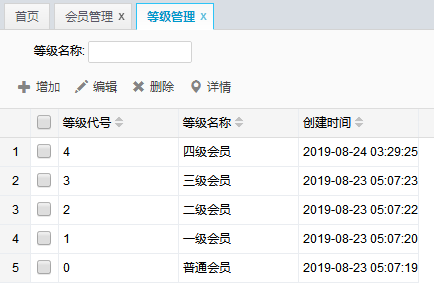 首页 会员管理 x 等级管理 x
等级名称:
增加 编辑 删除 详情
等级代号 等级名称 创建时间
1 4 四级会员 2019-08-24 03:29:25
2 3 三级会员 2019-08-23 05:07:23
3 2 二级会员 2019-08-23 05:07:22
4 1 一级会员 2019-08-23 05:07:20
5 0 普通会员 2019-08-23 05:07:19